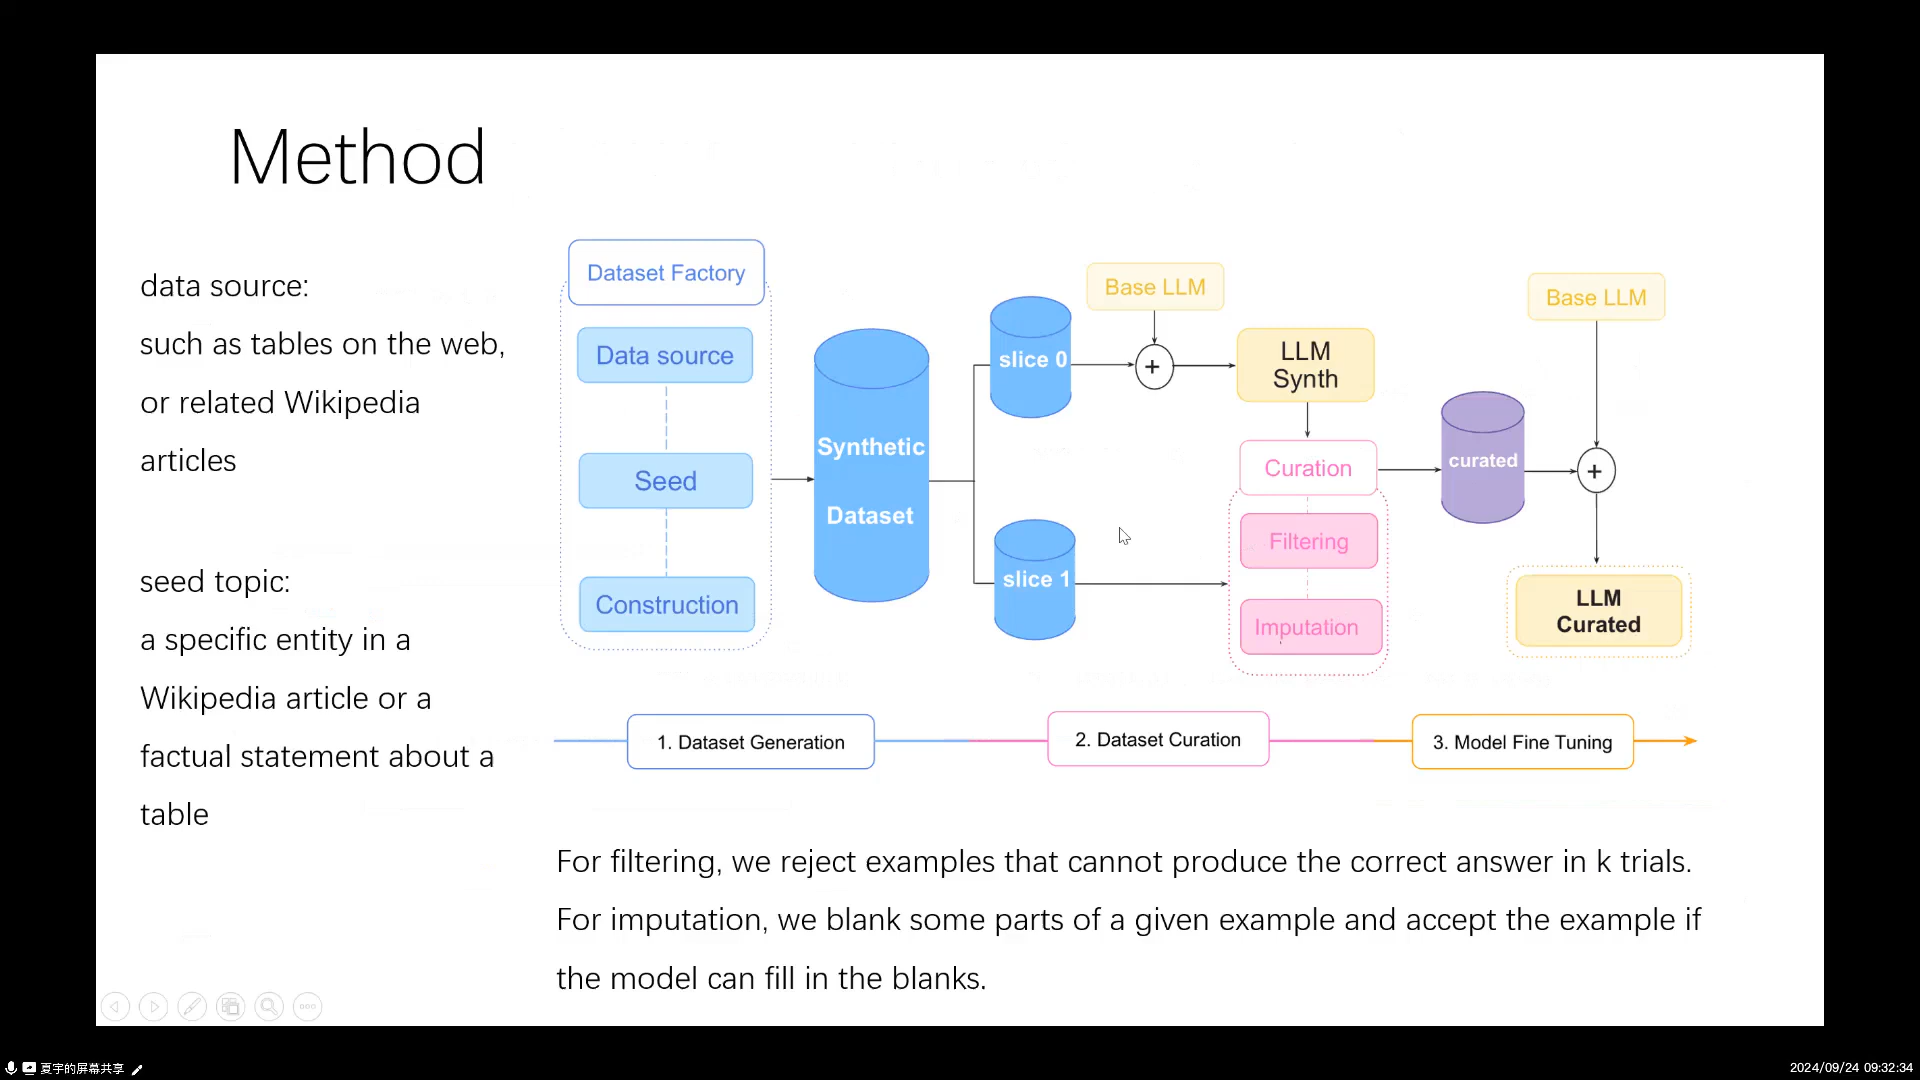 Method
data source:
such as tables on the web,
or related Wikipedia
articles
seed topic:
a specific entity in a
Wikipedia article or a
factual statement about a
table
Dataset Factory
Data source
Seed
Construction
Synthetic
Dataset
slice 0
slice 1
Base LLM
+
LLM
Synth
Curation
Filtering
Imputation
curated
Base LLM
+
LLM
Curated
1. Dataset Generation
2. Dataset Curation
3. Model Fine Tuning
For filtering, we reject examples that cannot produce the correct answer in k trials.
For imputation, we blank some parts of a given example and accept the example if
the model can fill in the blanks.
夏宇的屏幕共享
2024/09/24 09:32:34